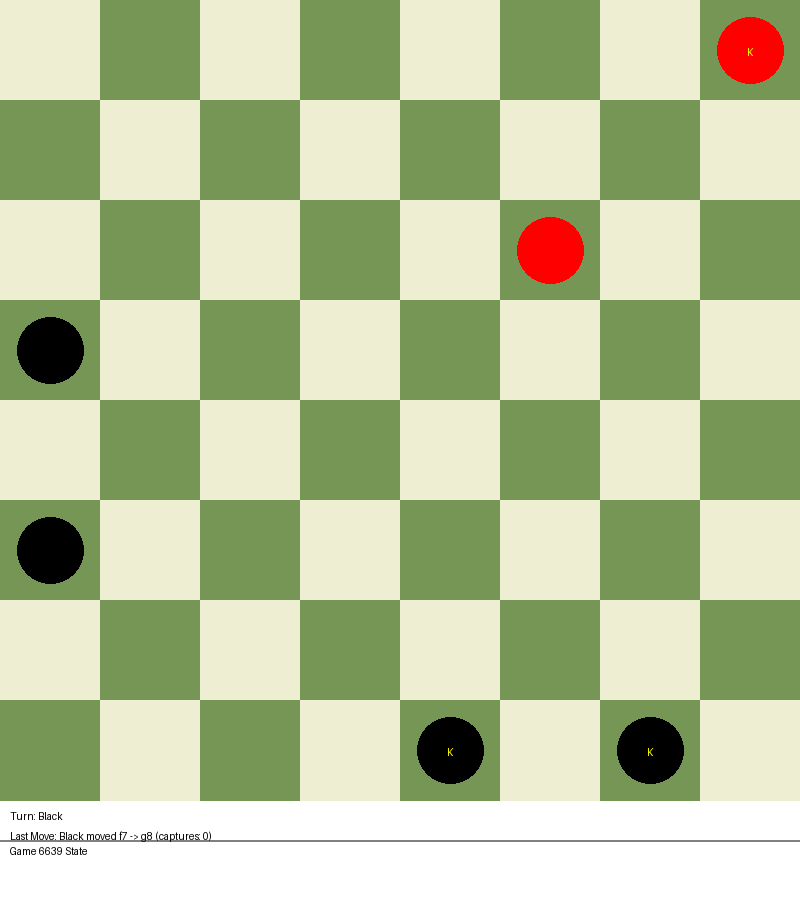 K
K
K
Turn: Black
Last Move: Black moved f7 -> g8 (captures: 0)
Game 6639 State